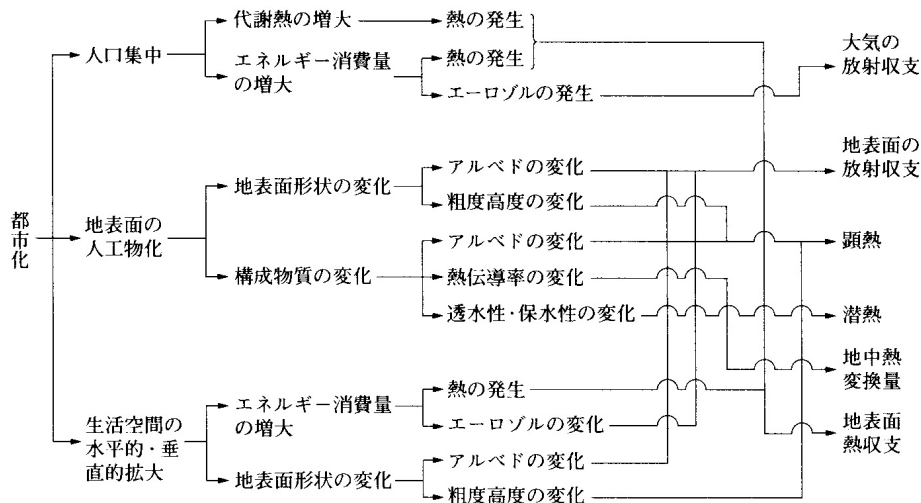 都市化
人口集中
代謝熱の増大
熱の発生
エネルギー消費量
の増大
熱の発生
エーロゾルの発生
大気の
放射収支
地表面の
人工物化
地表面形状の変化
アルベドの変化
粗度高度の変化
地表面の
放射収支
構成物質の変化
アルベドの変化
熱伝導率の変化
透水性・保水性の変化
顕熱
潜熱
地中熱
変換量
生活空間の
水平的・垂
直的拡大
エネルギー消費量
の増大
熱の発生
エーロゾルの変化
地表面
熱収支
地表面形状の変化
アルベドの変化
粗度高度の変化